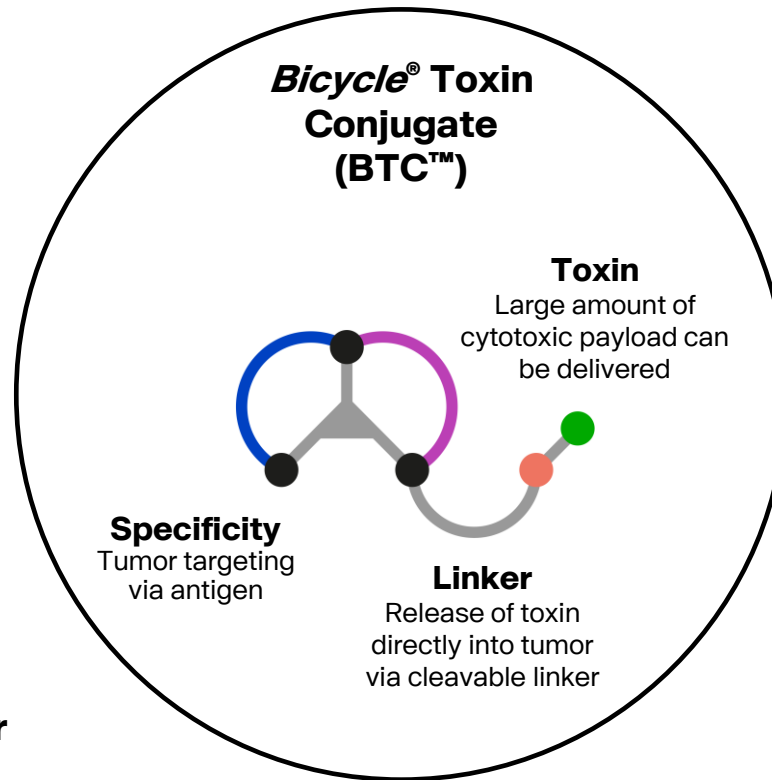 Bicycle® Toxin
Conjugate
(BTC™)
Toxin
Large amount of
cytotoxic payload can
be delivered
Specificity
Tumor targeting
via antigen
Linker
Release of toxin
directly into tumor
via cleavable linker
r